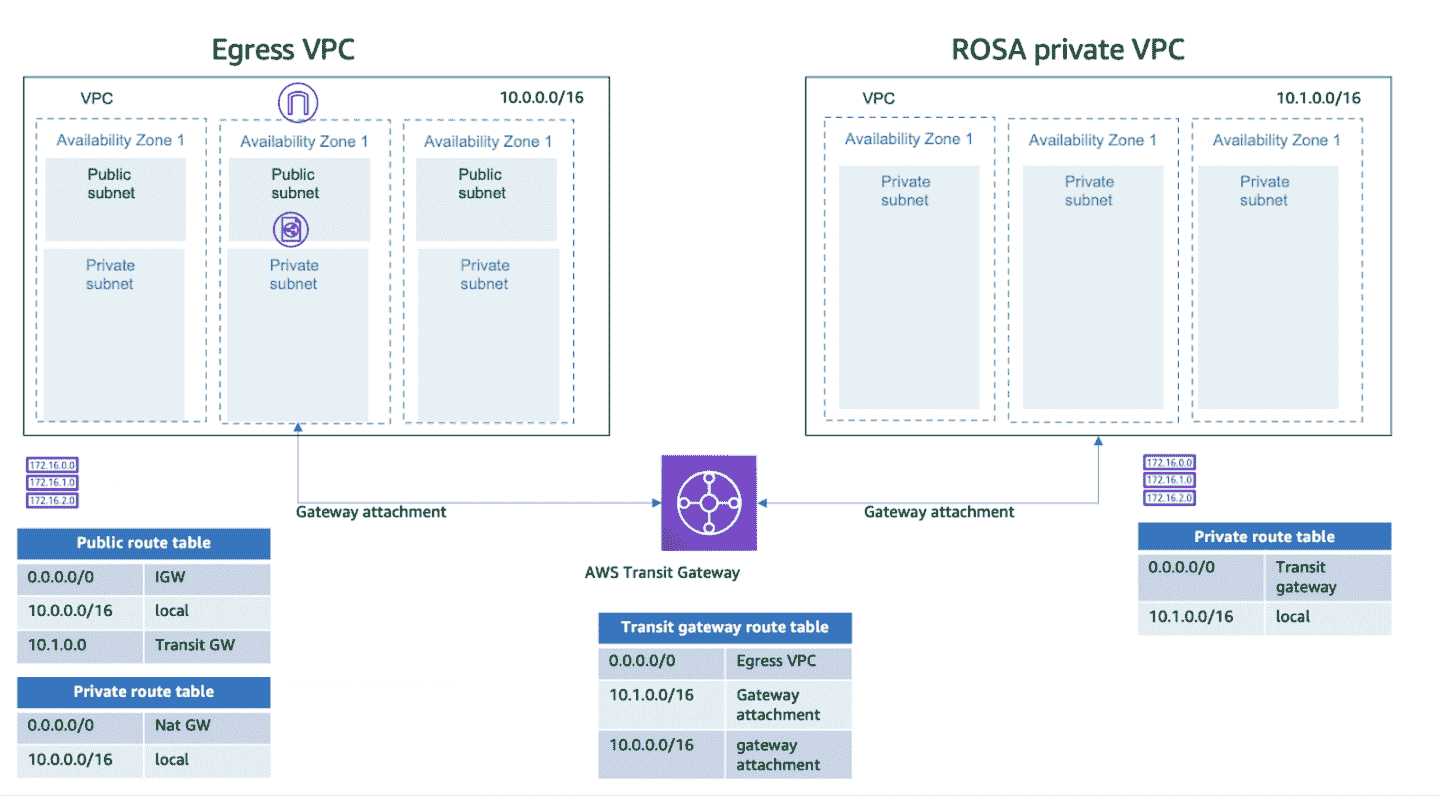 Egress VPC
VPC
10.0.0.0/16
Availability Zone 1
Public
subnet
Private
subnet
Availability Zone 1
Public
subnet
Private
subnet
Availability Zone 1
Public
subnet
Private
subnet
ROSA private VPC
VPC
10.1.0.0/16
Availability Zone 1
Private
subnet
Availability Zone 1
Private
subnet
Availability Zone 1
Private
subnet
172.16.0.0
172.16.1.0
172.16.2.0
Gateway attachment
AWS Transit Gateway
Gateway attachment
172.16.0.0
172.16.1.0
172.16.2.0
Public route table
0.0.0.0/0 IGW
10.0.0.0/16 local
10.1.0.0 Transit GW
Private route table
0.0.0.0/0 Nat GW
10.0.0.0/16 local
Transit gateway route table
0.0.0.0/0 Egress VPC
10.1.0.0/16 Gateway
attachment
10.0.0.0/16 gateway
attachment
Private route table
0.0.0.0/0 Transit
gateway
10.1.0.0/16 local